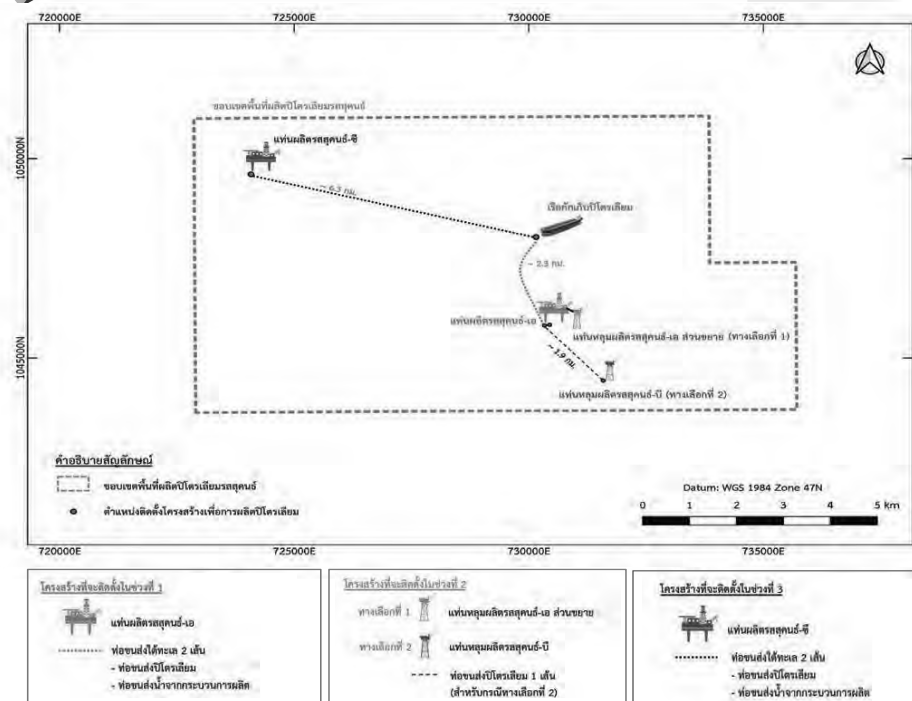 720000E 725000E 730000E 735000E
1050000N
1045000N
ขอบเขตพื้นที่ผลิตปิโตรเลียมรสสุคนธ์
แท่นผลิตรสสุคนธ์-ซี
~ 6.3 กม.
เรือกักเก็บปิโตรเลียม
~ 2.3 กม.
แท่นผลิตรสสุคนธ์-เอ
แท่นหลุมผลิตรสสุคนธ์-เอ ส่วนขยาย (ทางเลือกที่ 1)
~ 1.9 กม.
แท่นหลุมผลิตรสสุคนธ์-บี (ทางเลือกที่ 2)
คำอธิบายสัญลักษณ์
ขอบเขตพื้นที่ผลิตปิโตรเลียมรสสุคนธ์
ตำแหน่งติดตั้งโครงสร้างเพื่อการผลิตปิโตรเลียม
Datum: WGS 1984 Zone 47N
0 1 2 3 4 5 km
720000E 725000E 730000E 735000E
โครงสร้างที่จะติดตั้งในช่วงที่ 1
แท่นผลิตรสสุคนธ์-เอ
ท่อขนส่งใต้ทะเล 2 เส้น
- ท่อขนส่งปิโตรเลียม
- ท่อขนส่งน้ำจากกระบวนการผลิต
โครงสร้างที่จะติดตั้งในช่วงที่ 2
ทางเลือกที่ 1 แท่นหลุมผลิตรสสุคนธ์-เอ ส่วนขยาย
ทางเลือกที่ 2 แท่นหลุมผลิตรสสุคนธ์-บี
ท่อขนส่งปิโตรเลียม 1 เส้น
(สำหรับกรณีทางเลือกที่ 2)
โครงสร้างที่จะติดตั้งในช่วงที่ 3
แท่นผลิตรสสุคนธ์-ซี
ท่อขนส่งใต้ทะเล 2 เส้น
- ท่อขนส่งปิโตรเลียม
- ท่อขนส่งน้ำจากกระบวนการผลิต